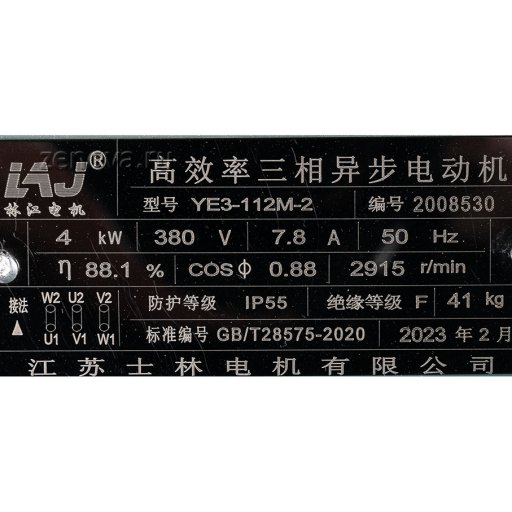 LAJ® 高效率三相异步电动机
林江电机 型号 YE3-112M-2 编号 2008530
4 kW 380 V 7.8 A 50 Hz
η 88.1 % COSϕ 0.88 2915 r/min
接法 W2 U2 V2 防护等级 IP55 绝缘等级 F 41 kg
U1 V1 W1 标准编号 GB/T28575-2020 2023 年 2 月
江苏士林电机有限公司